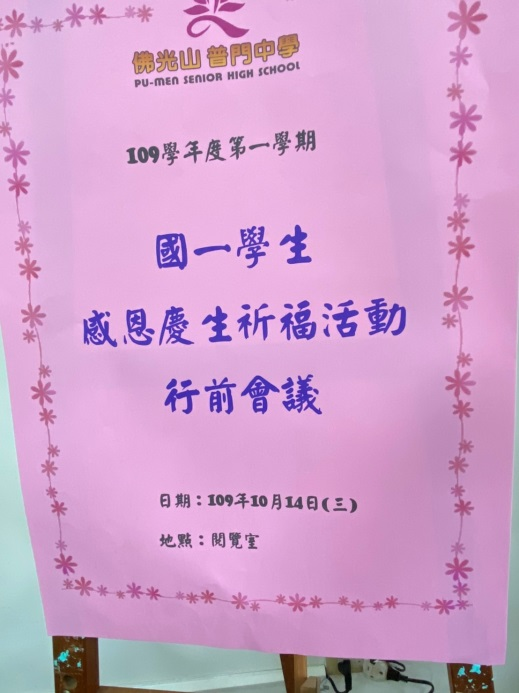 佛光山 普門中學
PU-MEN SENIOR HIGH SCHOOL
109學年度第一學期
國一學生
感恩慶生祈福活動
行前會議
日期：109年10月14日(三)
地點：閱覽室